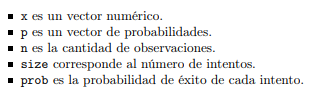 ▪ x es un vector numérico.
▪ p es un vector de probabilidades.
▪ n es la cantidad de observaciones.
▪ size corresponde al número de intentos.
▪ prob es la probabilidad de éxito de cada intento.